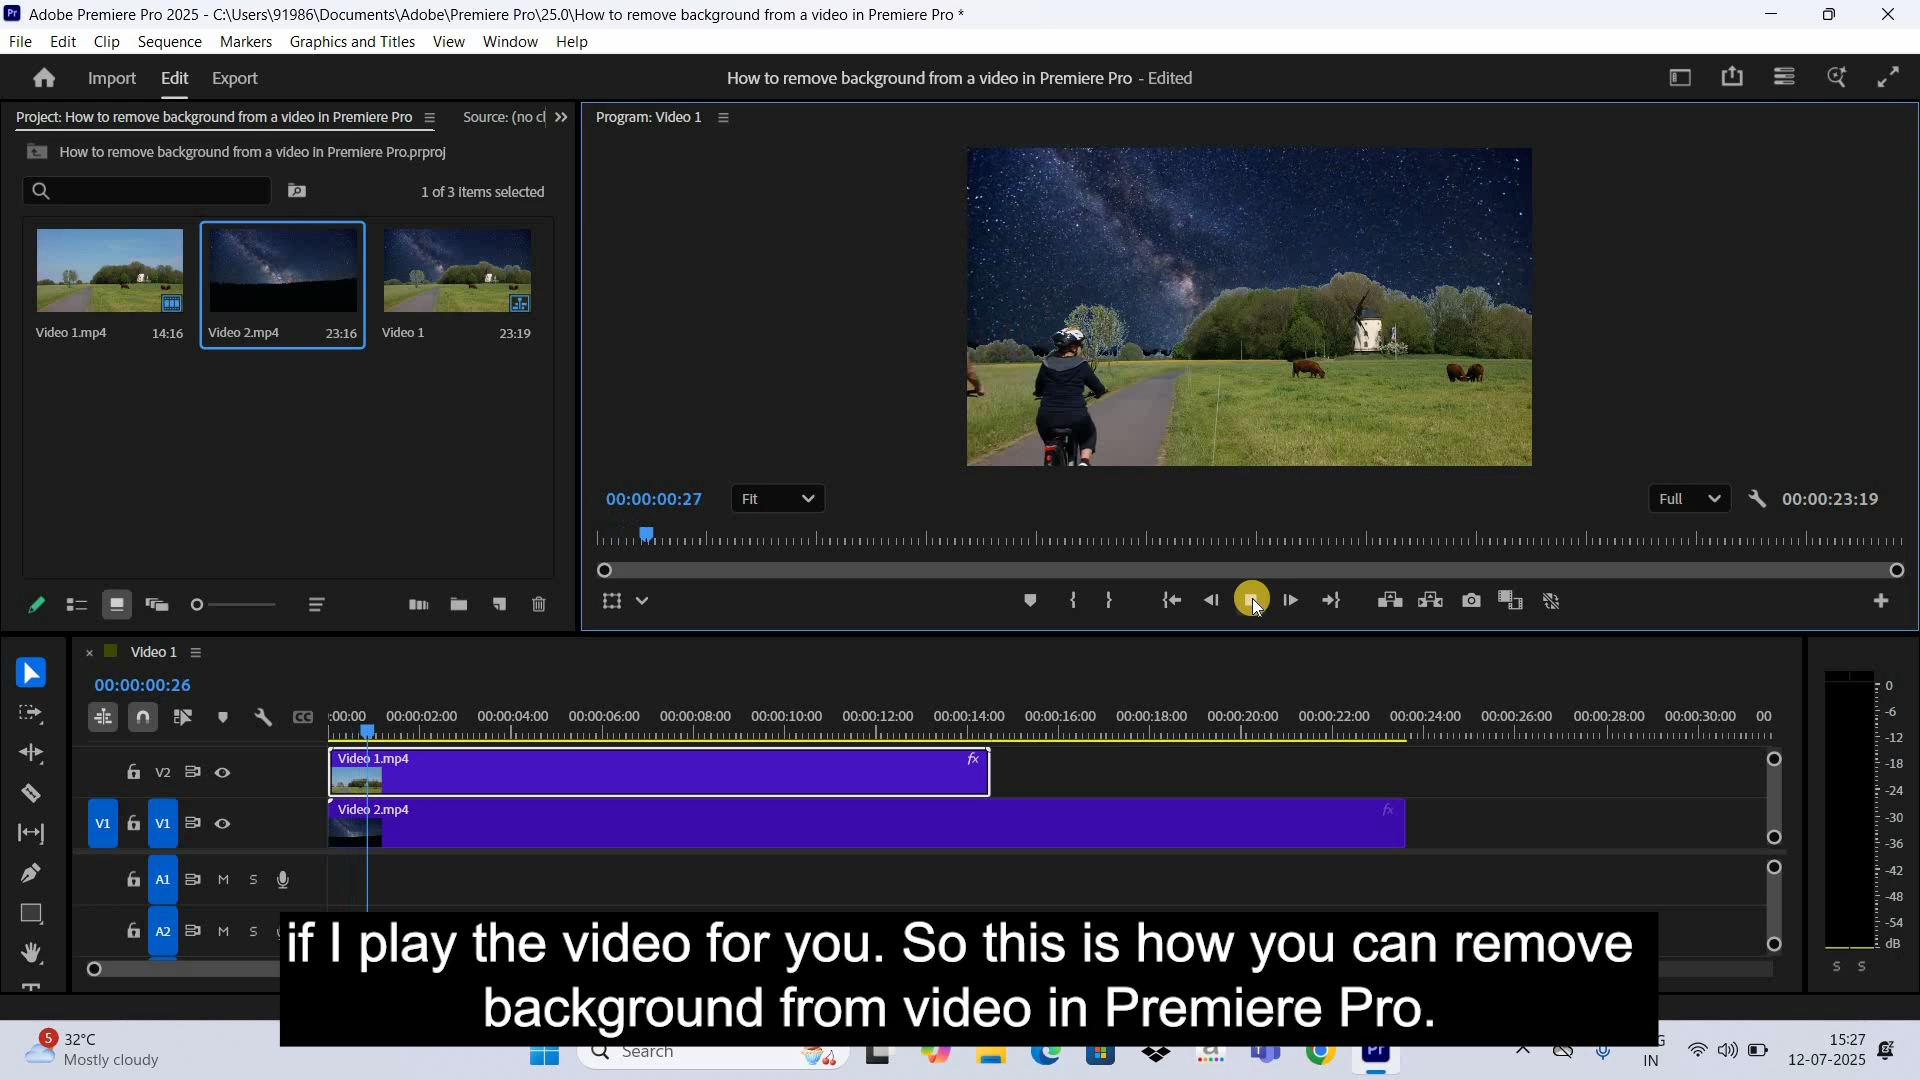 Adobe Premiere Pro 2025 - C:\Users\91986\Documents\Adobe\Premiere Pro\25.0\How to remove background from a video in Premiere Pro *
File Edit Clip Sequence Markers Graphics and Titles View Window Help
Import Edit Export
How to remove background from a video in Premiere Pro - Edited
Project: How to remove background from a video in Premiere Pro
Source: (no cl
Program: Video 1
How to remove background from a video in Premiere Pro.prproj
1 of 3 items selected
Video 1.mp4 14:16
Video 2.mp4 23:16
Video 1 23:19
00:00:00:27 Fit Full 00:00:23:19
Video 1
00:00:00:26
:00:00 00:00:02:00 00:00:04:00 00:00:06:00 00:00:08:00 00:00:10:00 00:00:12:00 00:00:14:00 00:00:16:00 00:00:18:00 00:00:20:00 00:00:22:00 00:00:24:00 00:00:26:00 00:00:28:00 00:00:30:00 00
V2 Video 1.mp4 fx
V1 V1 Video 2.mp4 fx
A1 M S
A2 M S
0
-6
-12
-18
-24
-30
-36
-42
-48
-54
dB
S S
if I play the video for you. So this is how you can remove
background from video in Premiere Pro.
5
32°C
Mostly cloudy
Search
Pr
IN
15:27
12-07-2025